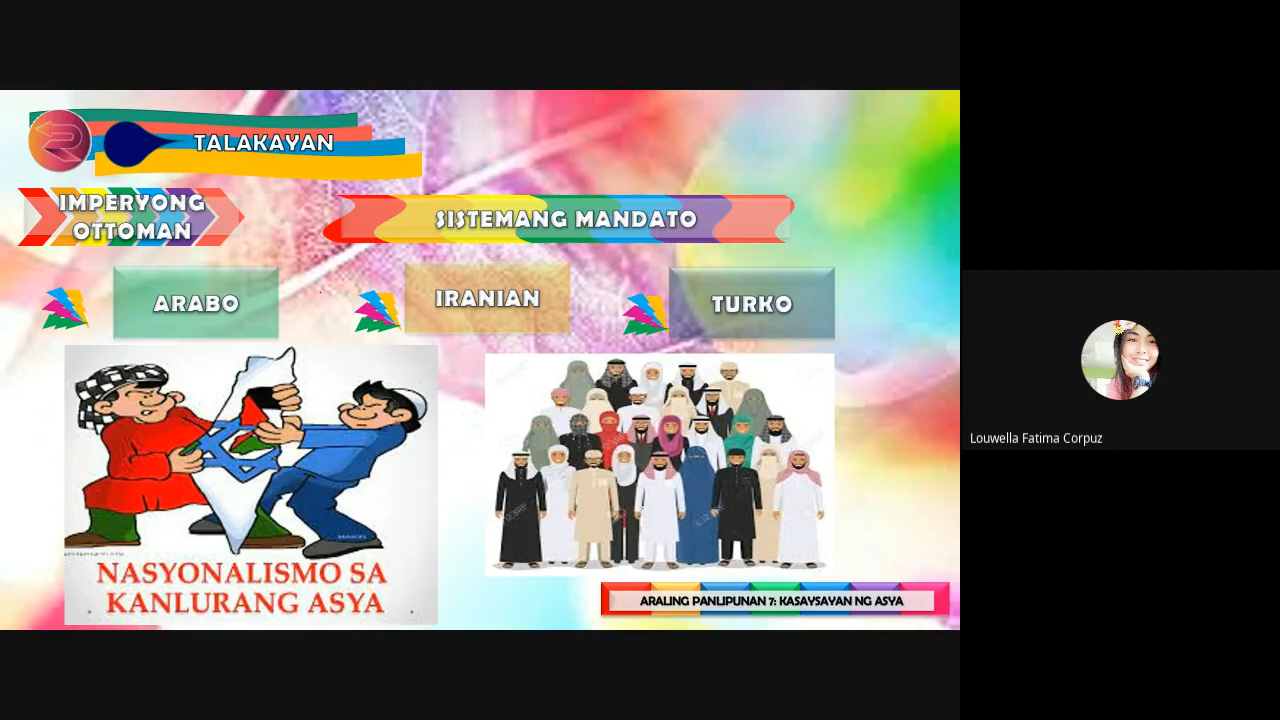 TALAKAYAN
IMPERYONG
OTTOMAN
SISTEMANG MANDATO
ARABO
IRANIAN
TURKO
NASYONALISMO SA
KANLURANG ASYA
ARALING PANLIPUNAN 7: KASAYSAYAN NG ASYA
Louwella Fatima Corpuz